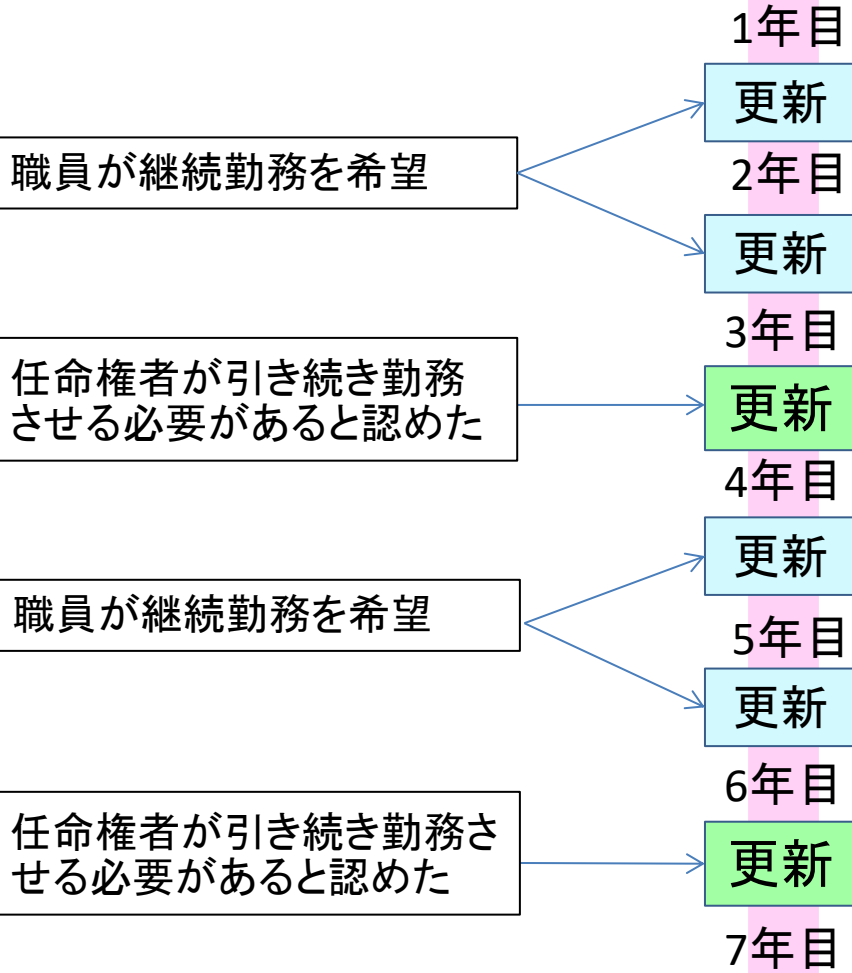 1年目
更新
職員が継続勤務を希望
2年目
更新
3年目
任命権者が引き続き勤務
させる必要があると認めた
更新
4年目
更新
職員が継続勤務を希望
5年目
更新
6年目
任命権者が引き続き勤務さ
せる必要があると認めた
更新
7年目